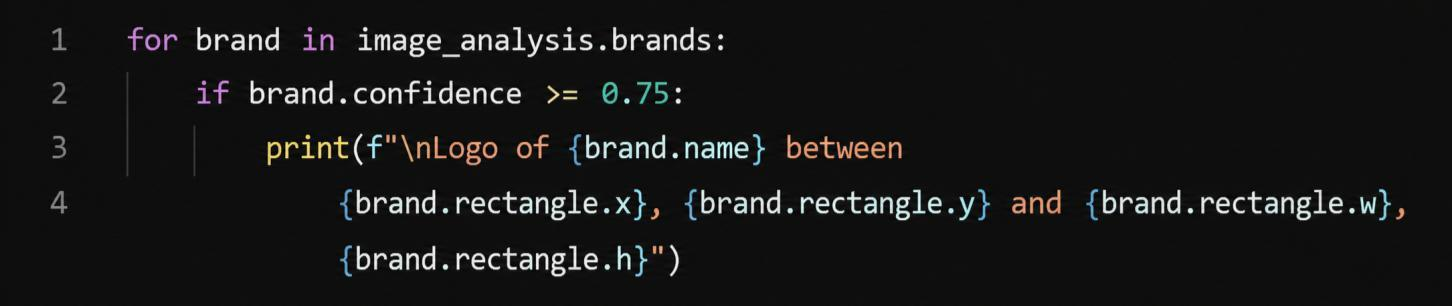 1 for brand in image_analysis.brands:
2     if brand.confidence >= 0.75:
3         print(f"\nLogo of {brand.name} between
4             {brand.rectangle.x}, {brand.rectangle.y} and {brand.rectangle.w},
            {brand.rectangle.h}")